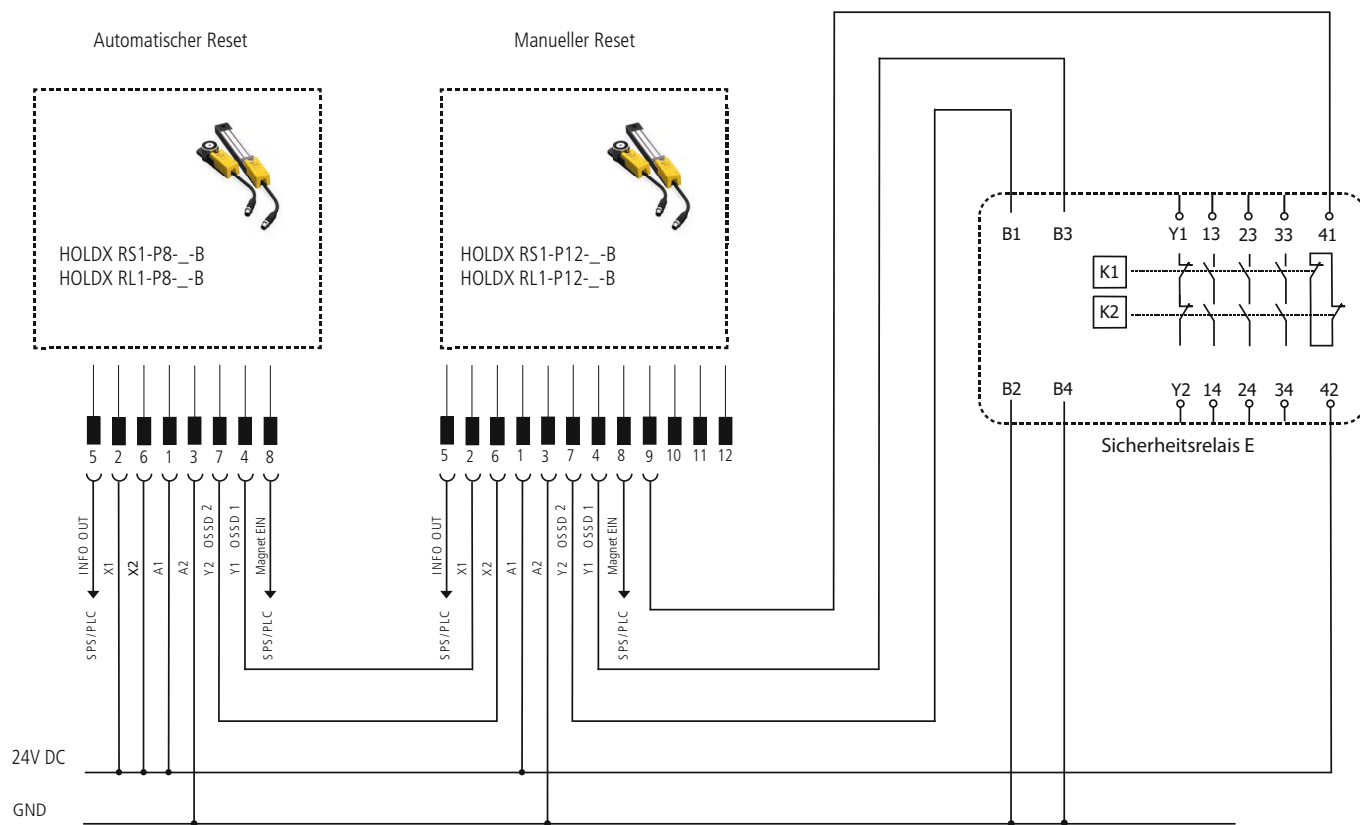 Automatischer Reset
Manueller Reset
HOLDX RS1-P8-_-B
HOLDX RL1-P8-_-B
HOLDX RS1-P12-_-B
HOLDX RL1-P12-_-B
B1 B3 Y1 13 23 33 41
K1
K2
B2 B4 Y2 14 24 34 42
Sicherheitsrelais E
5 2 6 1 3 7 4 8
5 2 6 1 3 7 4 8 9 10 11 12
INFO OUT
X1
X2
A1
A2
Y2 OSSD 2
Y1 OSSD 1
Magnet EIN
SPS/PLC
SPS/PLC
INFO OUT
X1
X2
A1
A2
Y2 OSSD 2
Y1 OSSD 1
Magnet EIN
SPS/PLC
SPS/PLC
24V DC
GND